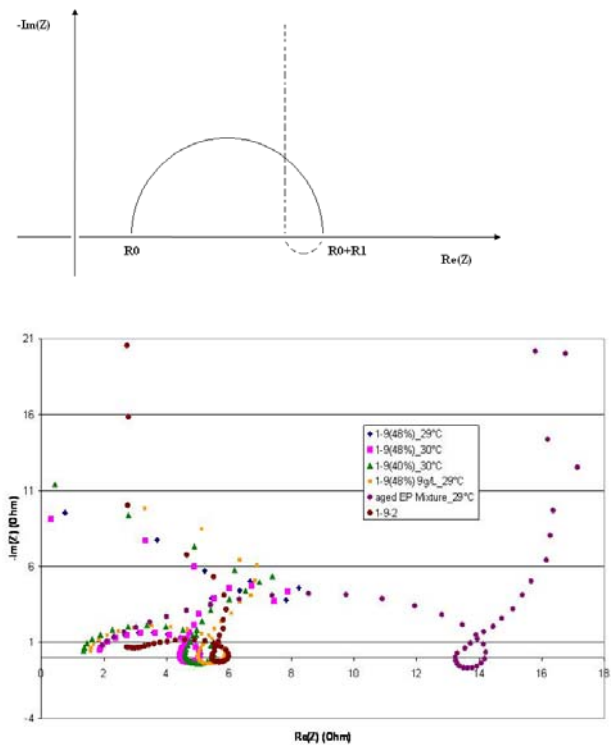 -Im(Z)
R0
R0+R1
Re(Z)
21
16
11
6
1
-4
-Im(Z) (Ohm)
1-9(48%)_29°C
1-9(48%)_30°C
1-9(40%)_30°C
1-9(48%) 9g/L_29°C
aged EP Mixture_29°C
1-9-2
0 2 4 6 8 10 12 14 16 18
Re(Z) (Ohm)